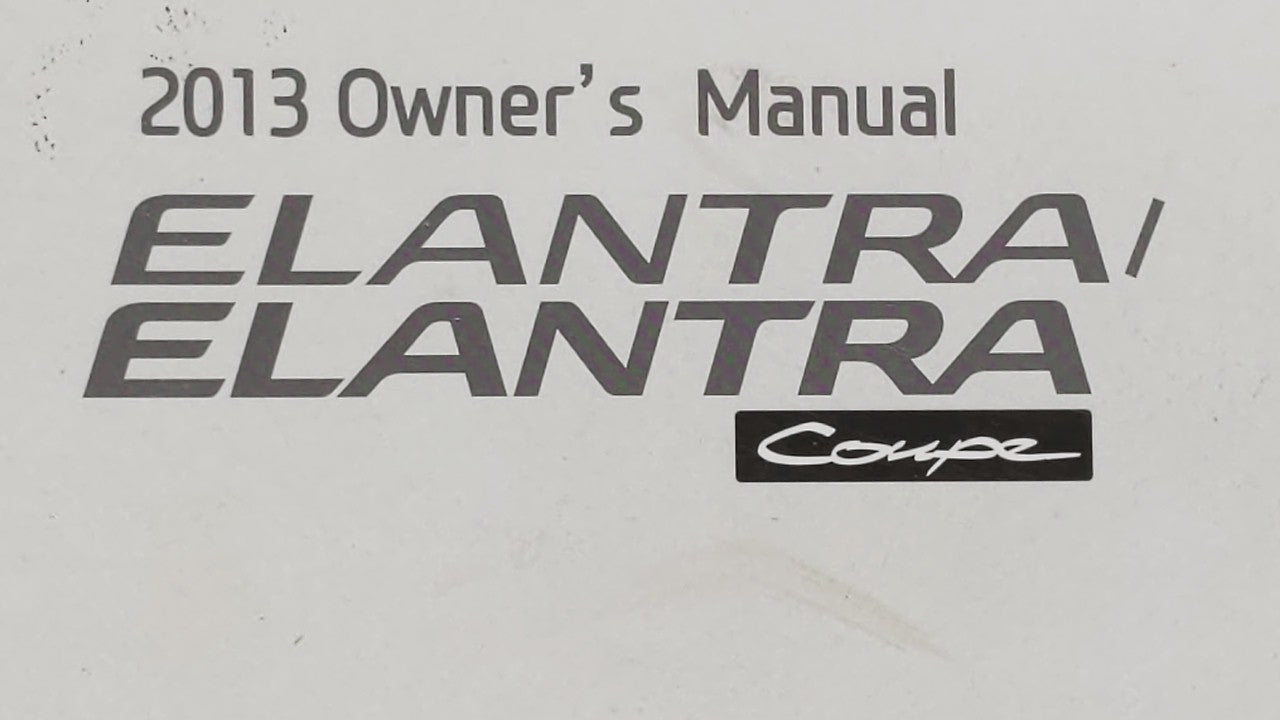 2013 Owner's Manual
ELANTRA/
ELANTRA
Coupe